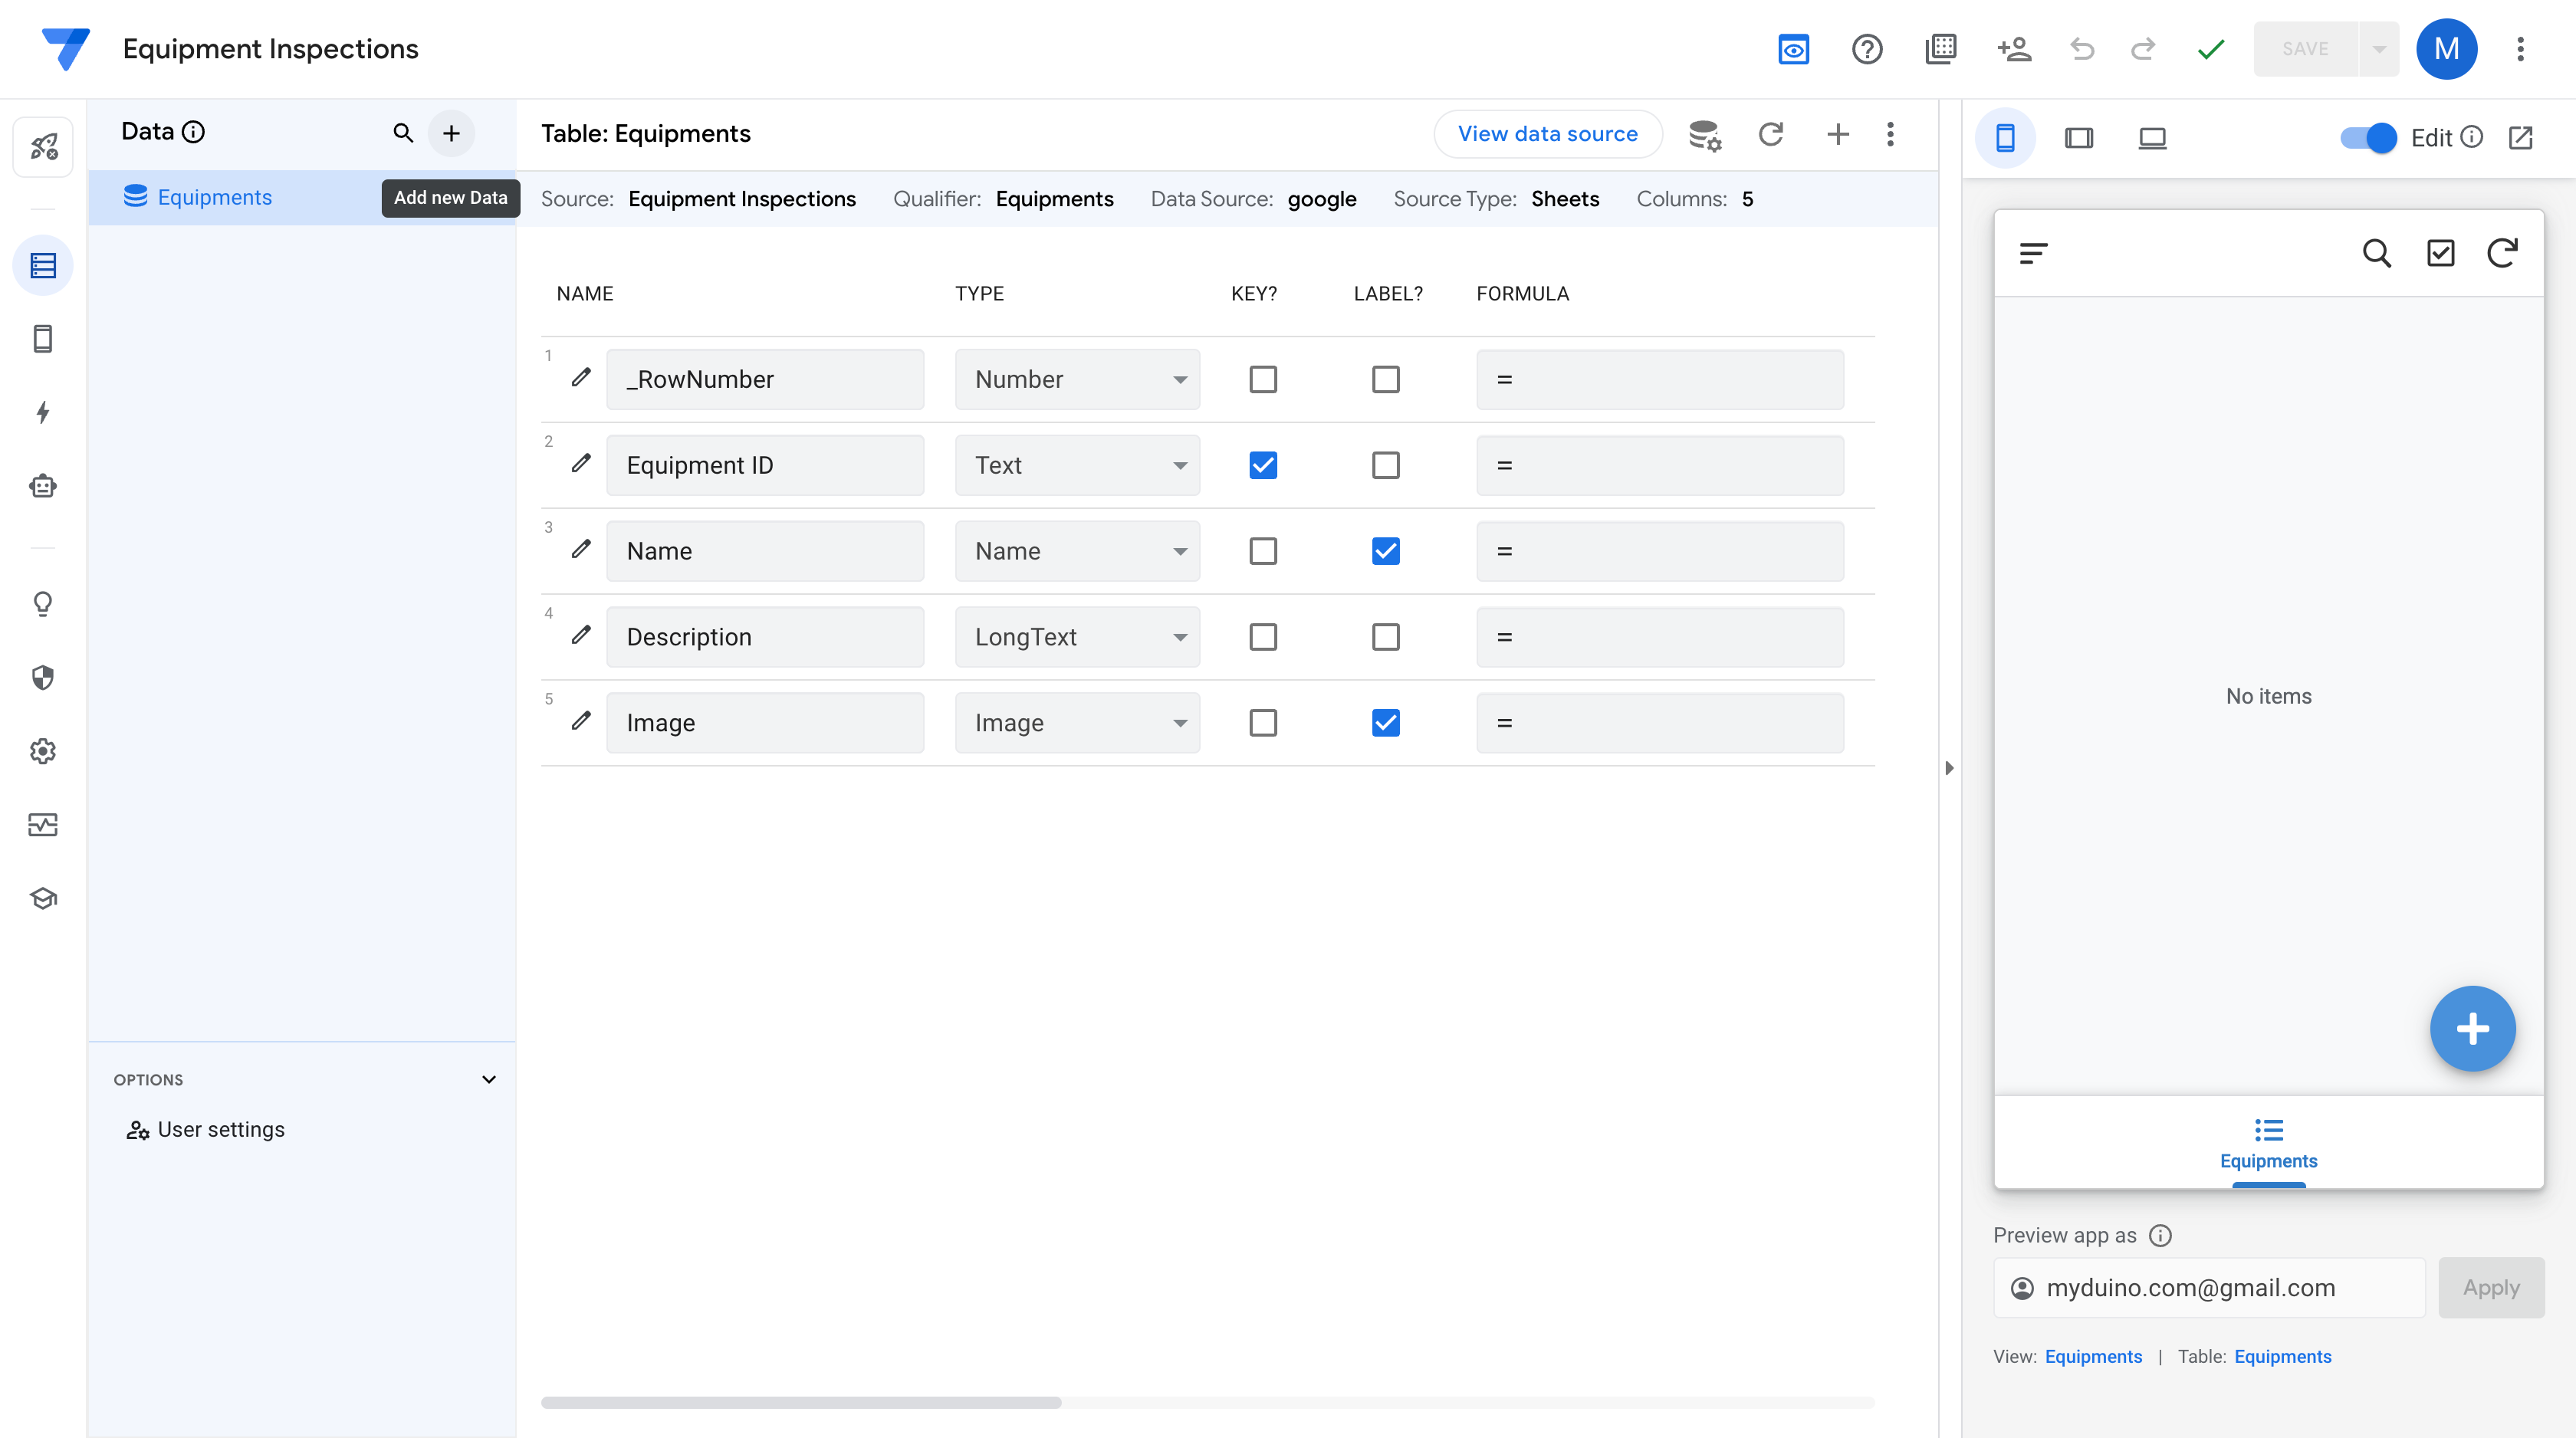 Equipment Inspections
SAVE
M
Data
Equipments
Add new Data
OPTIONS
User settings
Table: Equipments
View data source
Source: Equipment Inspections Qualifier: Equipments Data Source: google Source Type: Sheets Columns: 5
NAME TYPE KEY? LABEL? FORMULA
1 _RowNumber Number =
2 Equipment ID Text =
3 Name Name =
4 Description LongText =
5 Image Image =
Edit
No items
Equipments
Preview app as
myduino.com@gmail.com
Apply
View: Equipments | Table: Equipments